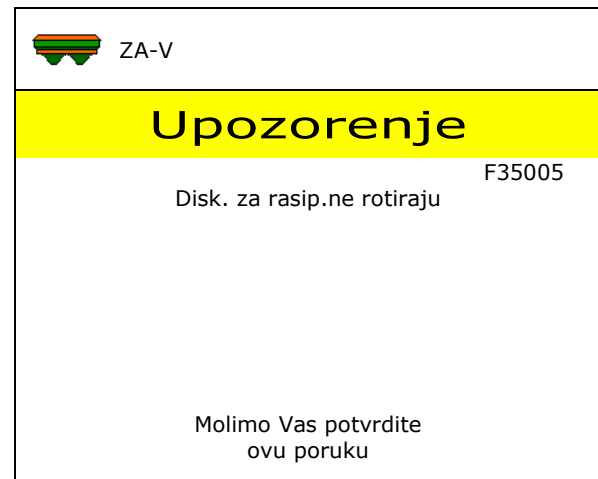 ZA-V
Upozorenje
F35005
Disk. za rasip.ne rotiraju
Molimo Vas potvrdite
ovu poruku